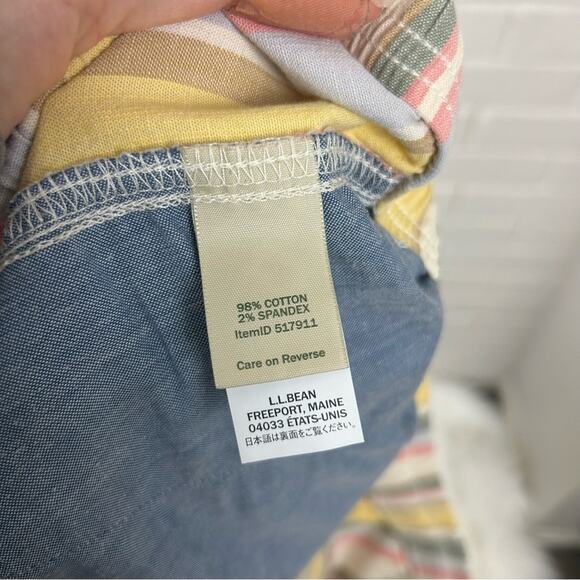 98% COTTON
2% SPANDEX
ItemID 517911
Care on Reverse
L.L.BEAN
FREEPORT, MAINE
04033 ÉTATS-UNIS
日本語は裏面をご覧ください。